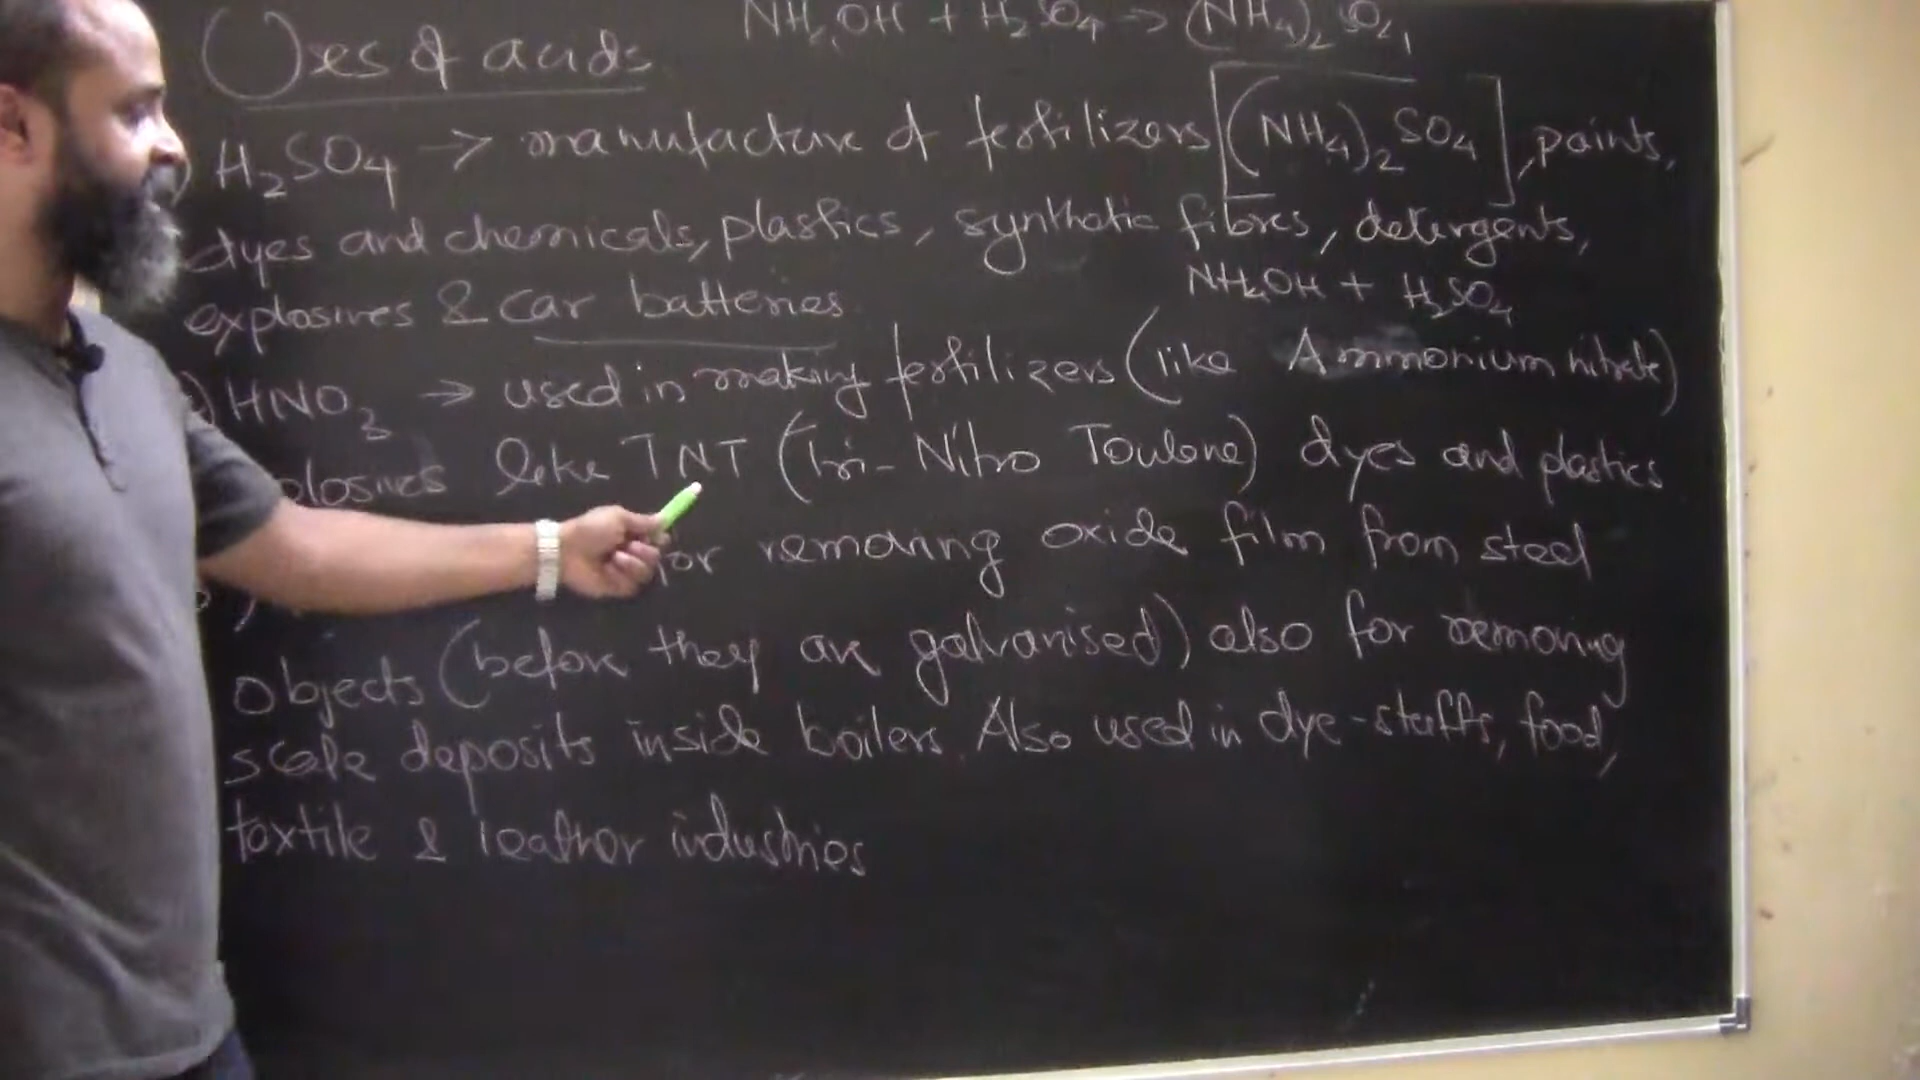 NH4OH + H2SO4 → (NH4)2 SO4
Uses of acids
H2SO4 → manufacture of fertilizers [(NH4)2 SO4], paints,
dyes and chemicals, plastics, synthetic fibres, detergents,
NH4OH + H2SO4
explosives & car batteries
HNO3 → used in making fertilizers (like Ammonium nitrate)
plosives like TNT (Tri-Nitro Toulene) dyes and plastics
for removing oxide film from steel
objects (before they are galvanised) also for removing
scale deposits inside boilers. Also used in dye-stuffs, food,
textile & leather industries